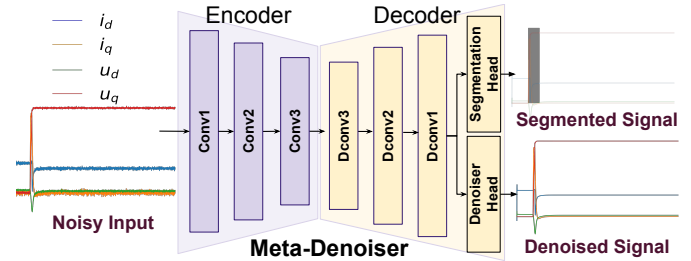 Encoder
Decoder
i_d
i_q
u_d
u_q
Noisy Input
Conv1
Conv2
Conv3
Dconv3
Dconv2
Dconv1
Segmentation
Head
Denoiser
Head
Segmented Signal
Denoised Signal
Meta-Denoiser